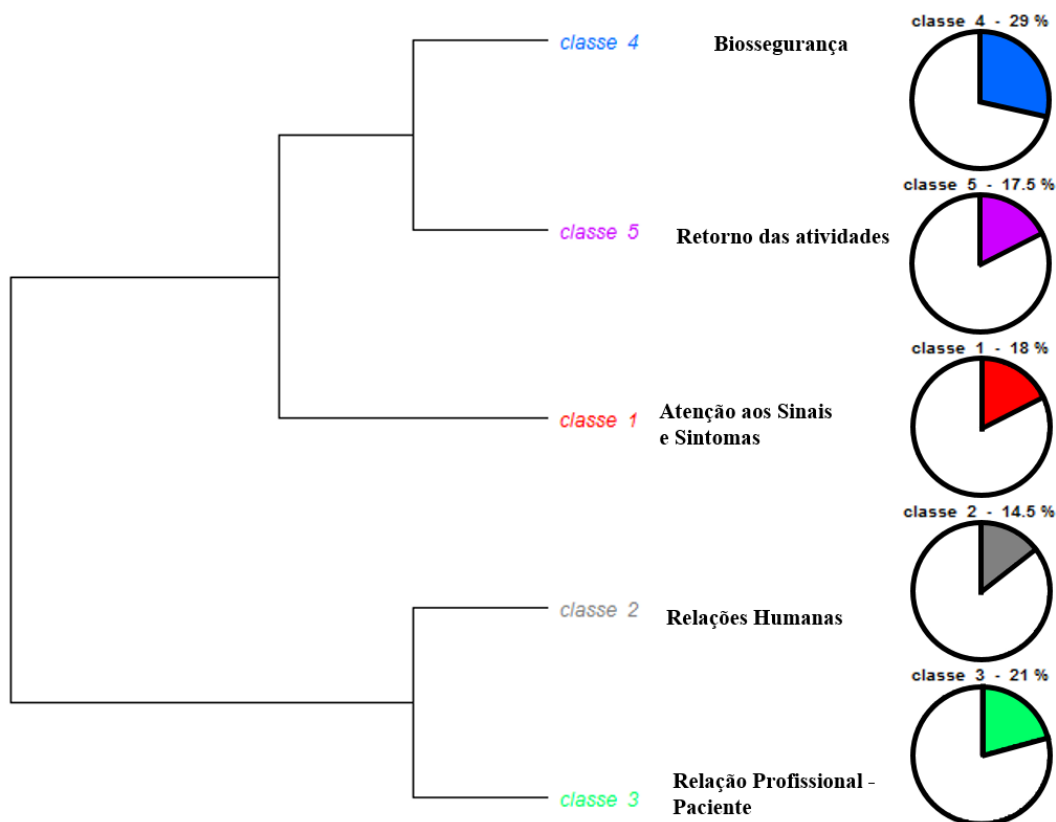 classe 4 - 29 %
classe 4
Biossegurança
classe 5 - 17.5 %
classe 5
Retorno das atividades
classe 1 - 18 %
classe 1
Atenção aos Sinais
e Sintomas
classe 2 - 14.5 %
classe 2
Relações Humanas
classe 3 - 21 %
classe 3
Relação Profissional -
Paciente